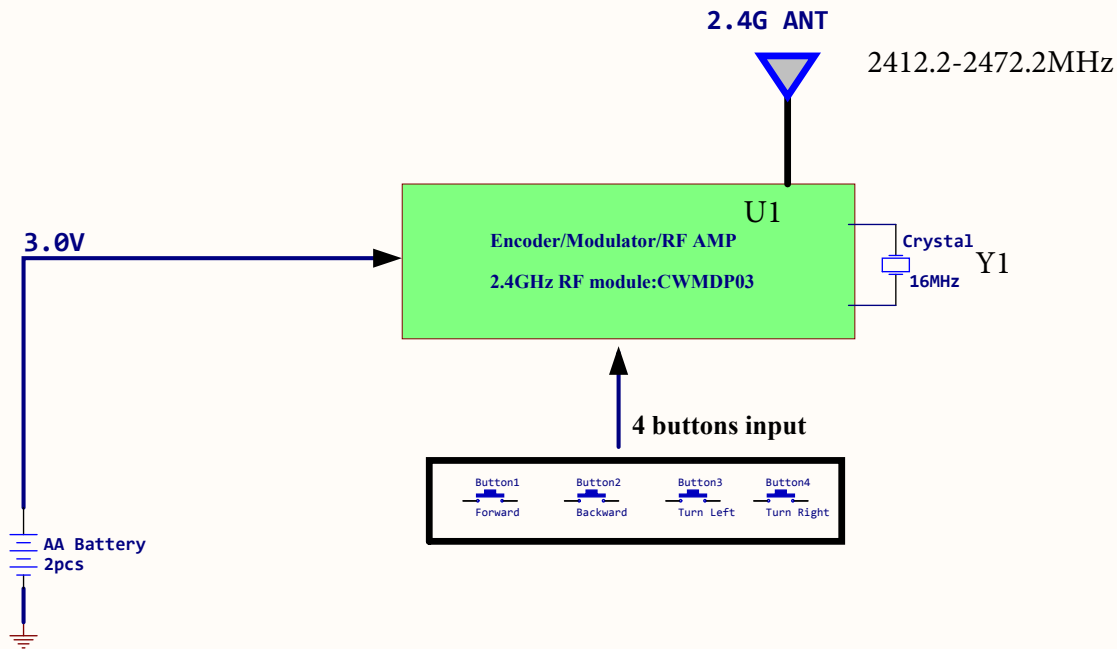 2.4G ANT
2412.2-2472.2MHz
U1
Encoder/Modulator/RF AMP
2.4GHz RF module:CWMDP03
3.0V
Crystal
Y1
16MHz
4 buttons input
Button1
Button2
Button3
Button4
Forward
Backward
Turn Left
Turn Right
AA Battery
2pcs